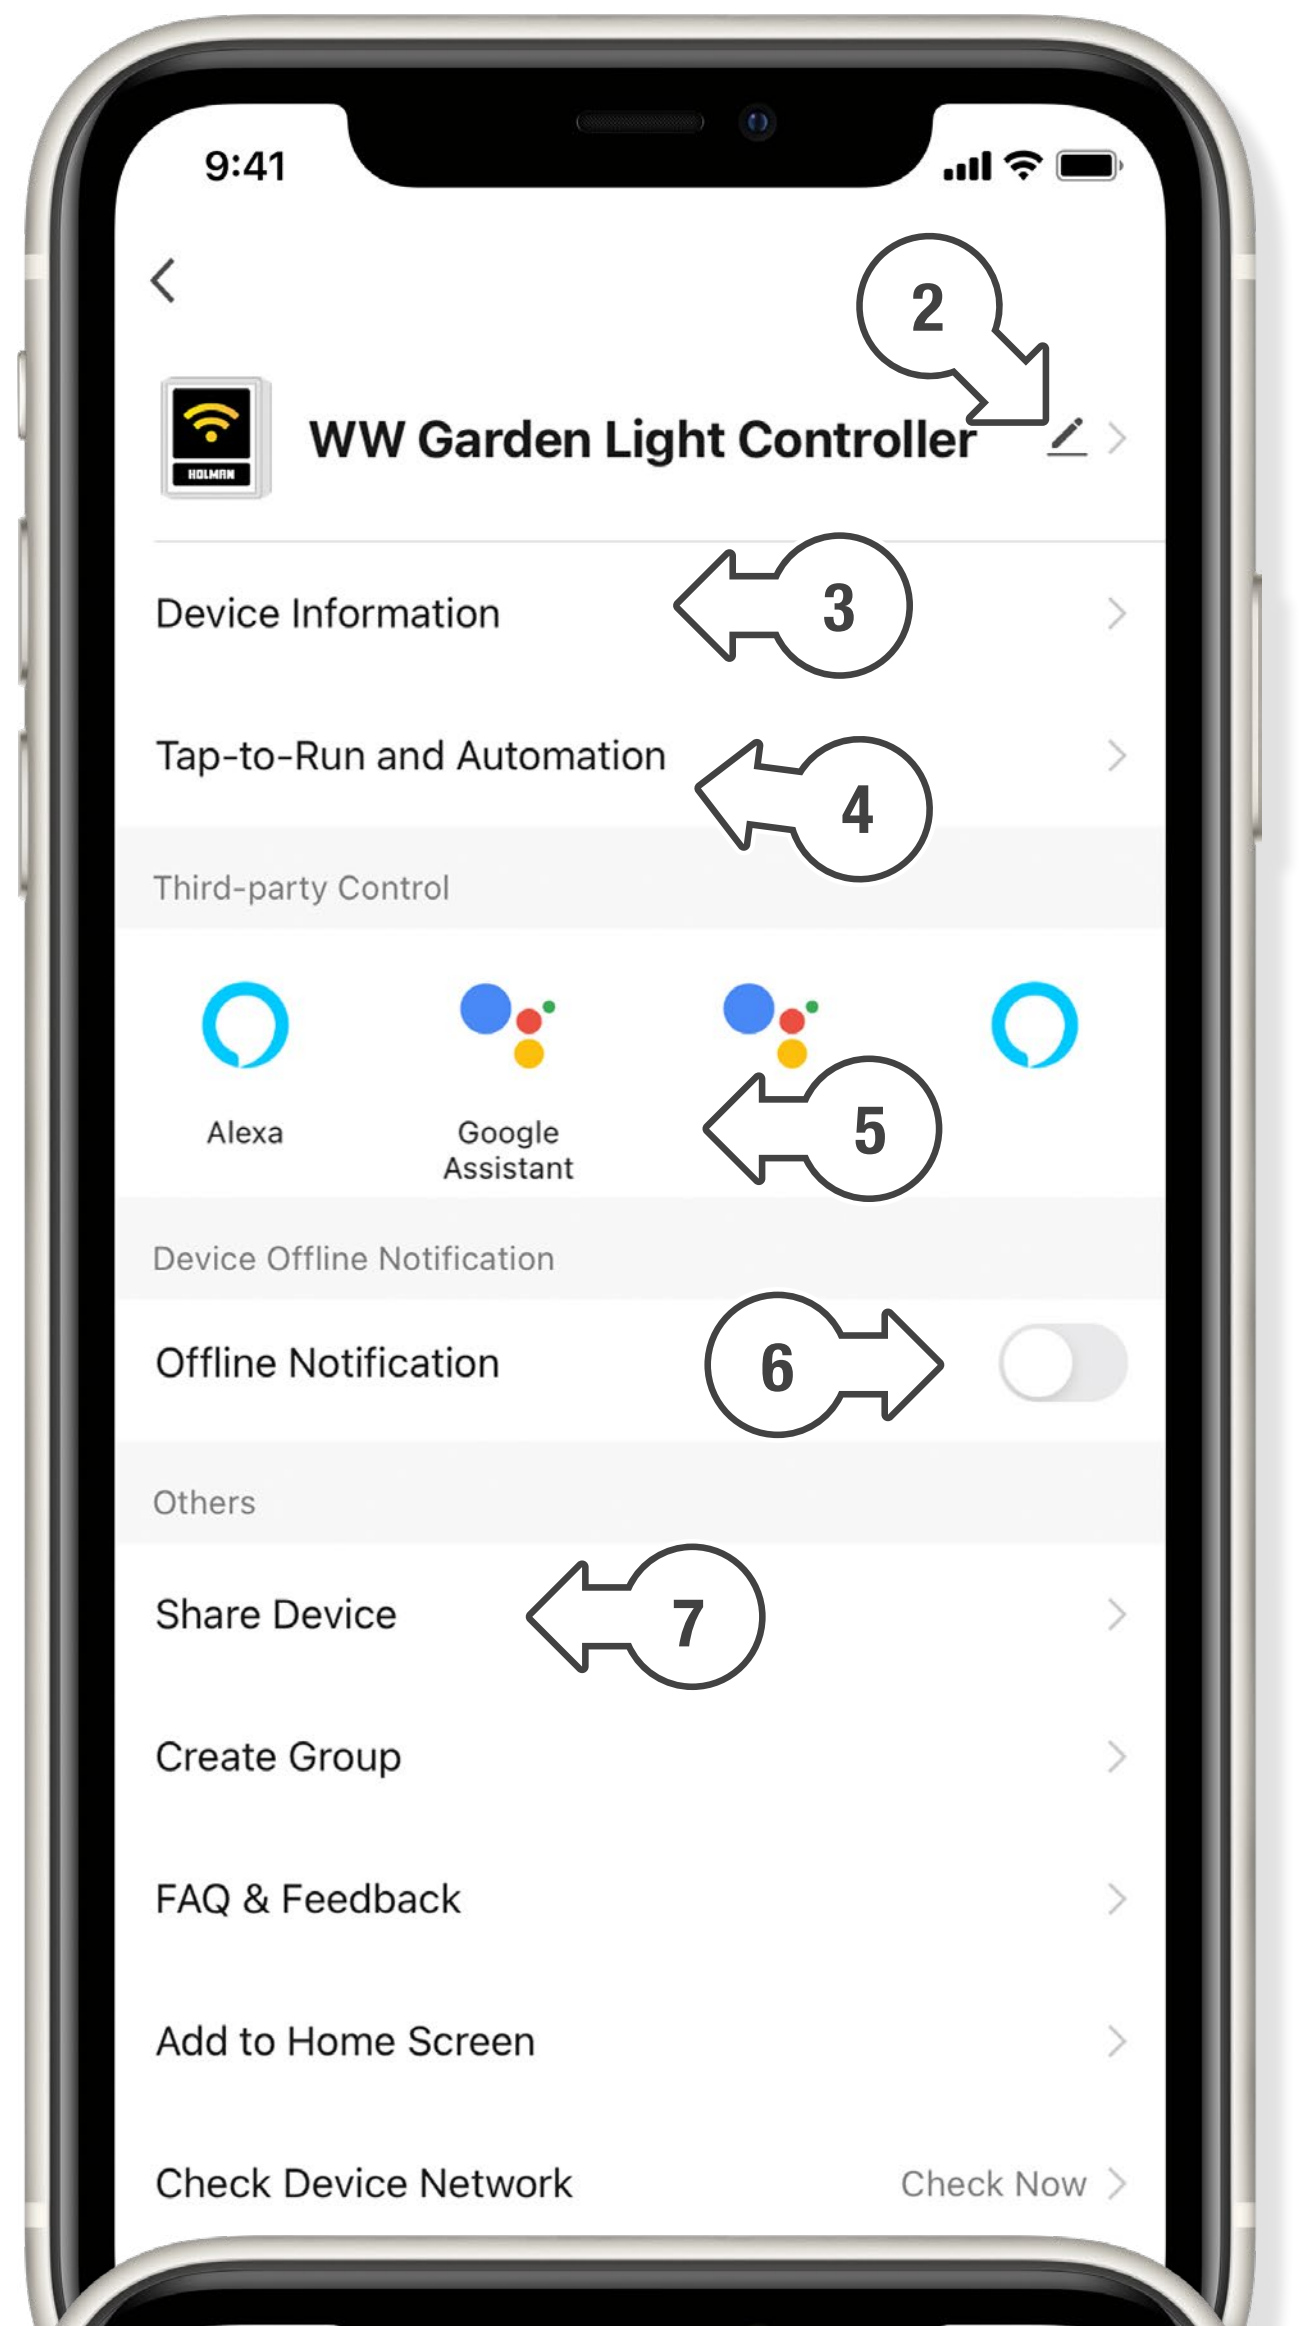 9:41
2
HOLMAN
WW Garden Light Controller
Device Information
3
Tap-to-Run and Automation
4
Third-party Control
Alexa
Google
Assistant
5
Device Offline Notification
Offline Notification
6
Others
Share Device
7
Create Group
FAQ & Feedback
Add to Home Screen
Check Device Network
Check Now